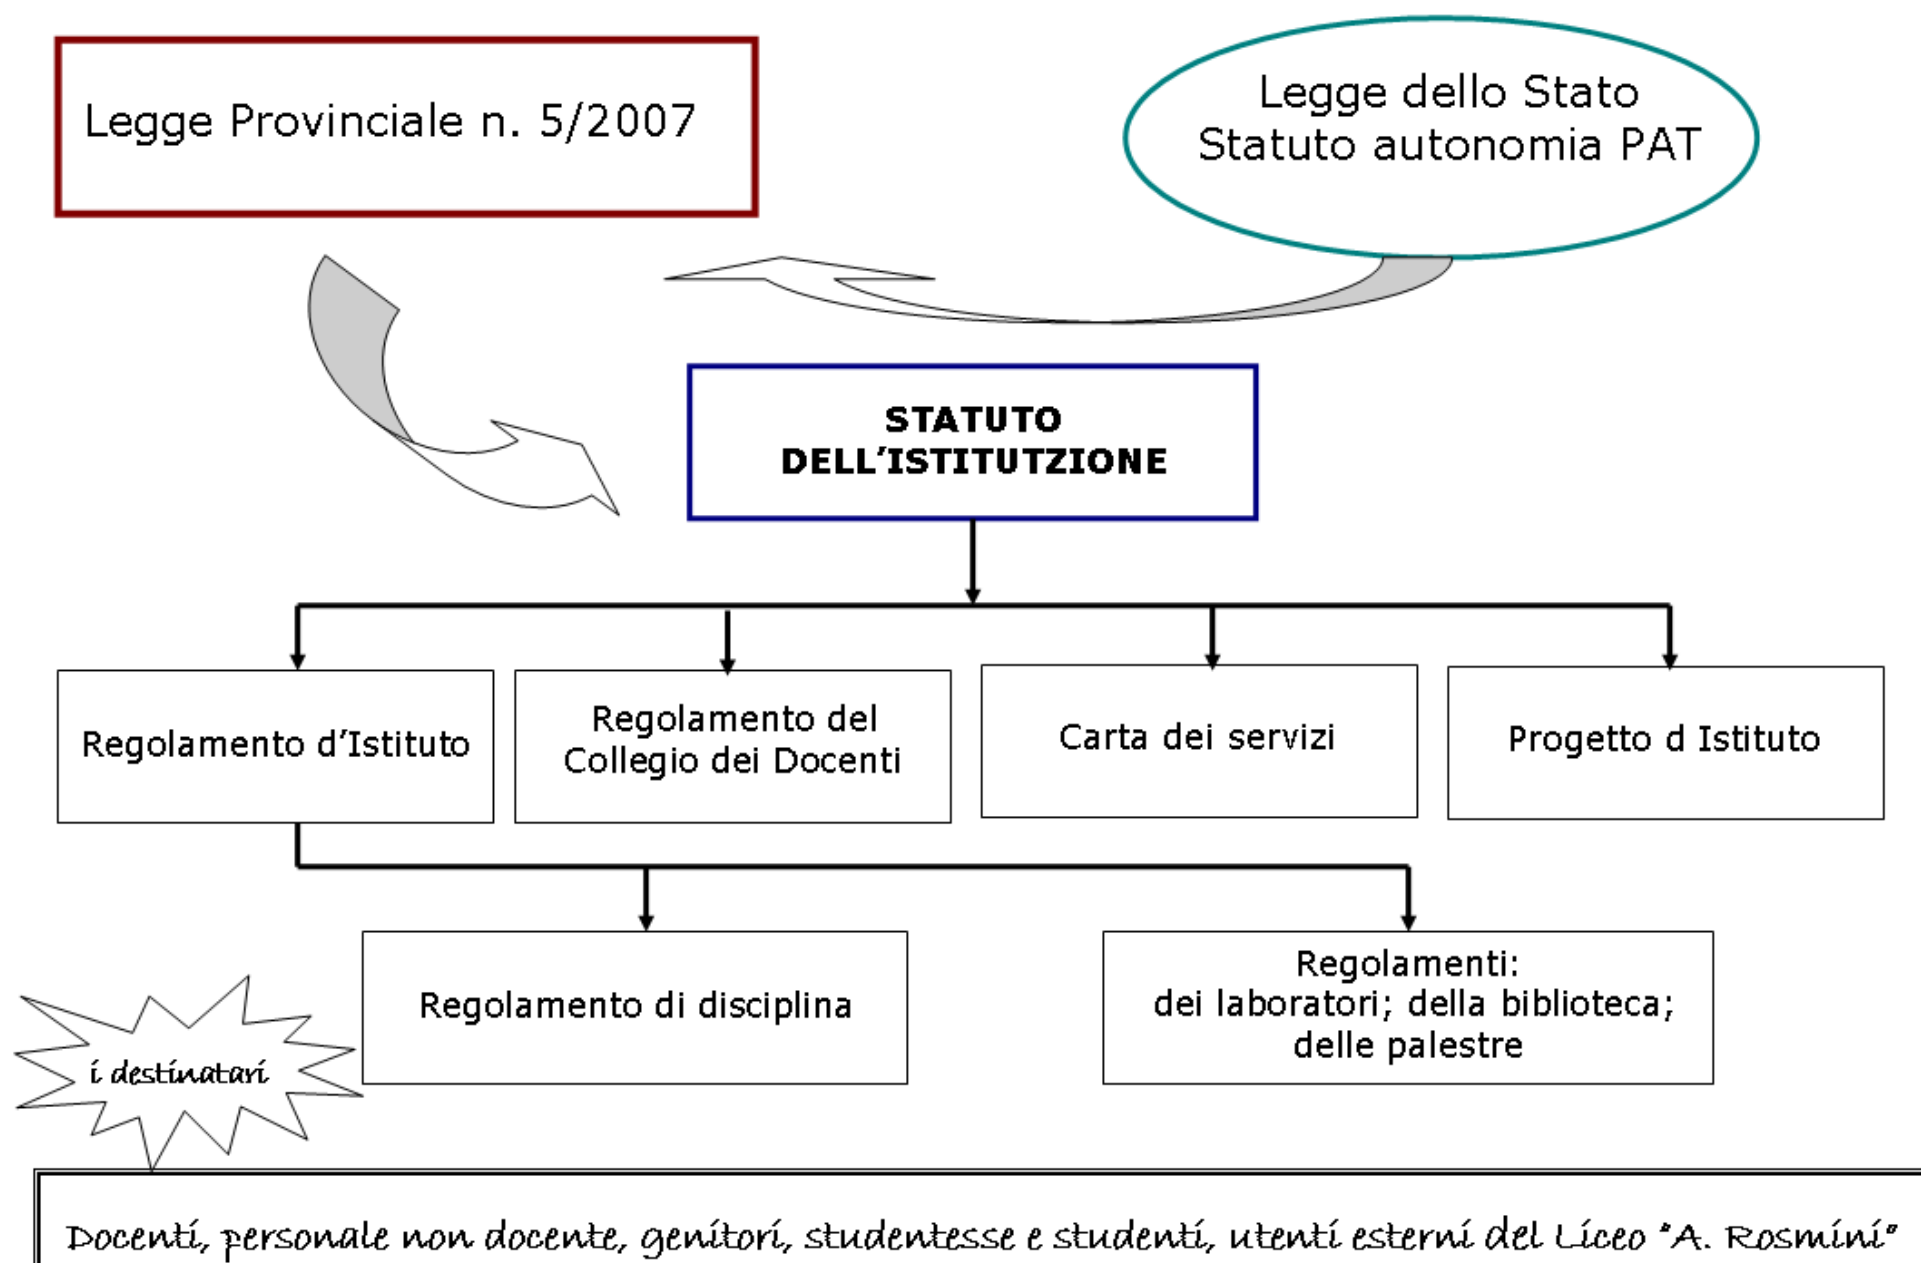 Legge Provinciale n. 5/2007
Legge dello Stato
Statuto autonomia PAT
STATUTO
DELL’ISTITUTZIONE
Regolamento d’Istituto
Regolamento del
Collegio dei Docenti
Carta dei servizi
Progetto d Istituto
Regolamento di disciplina
Regolamenti:
dei laboratori; della biblioteca;
delle palestre
i destinatari
Docenti, personale non docente, genitori, studentesse e studenti, utenti esterni del Liceo "A. Rosmini"